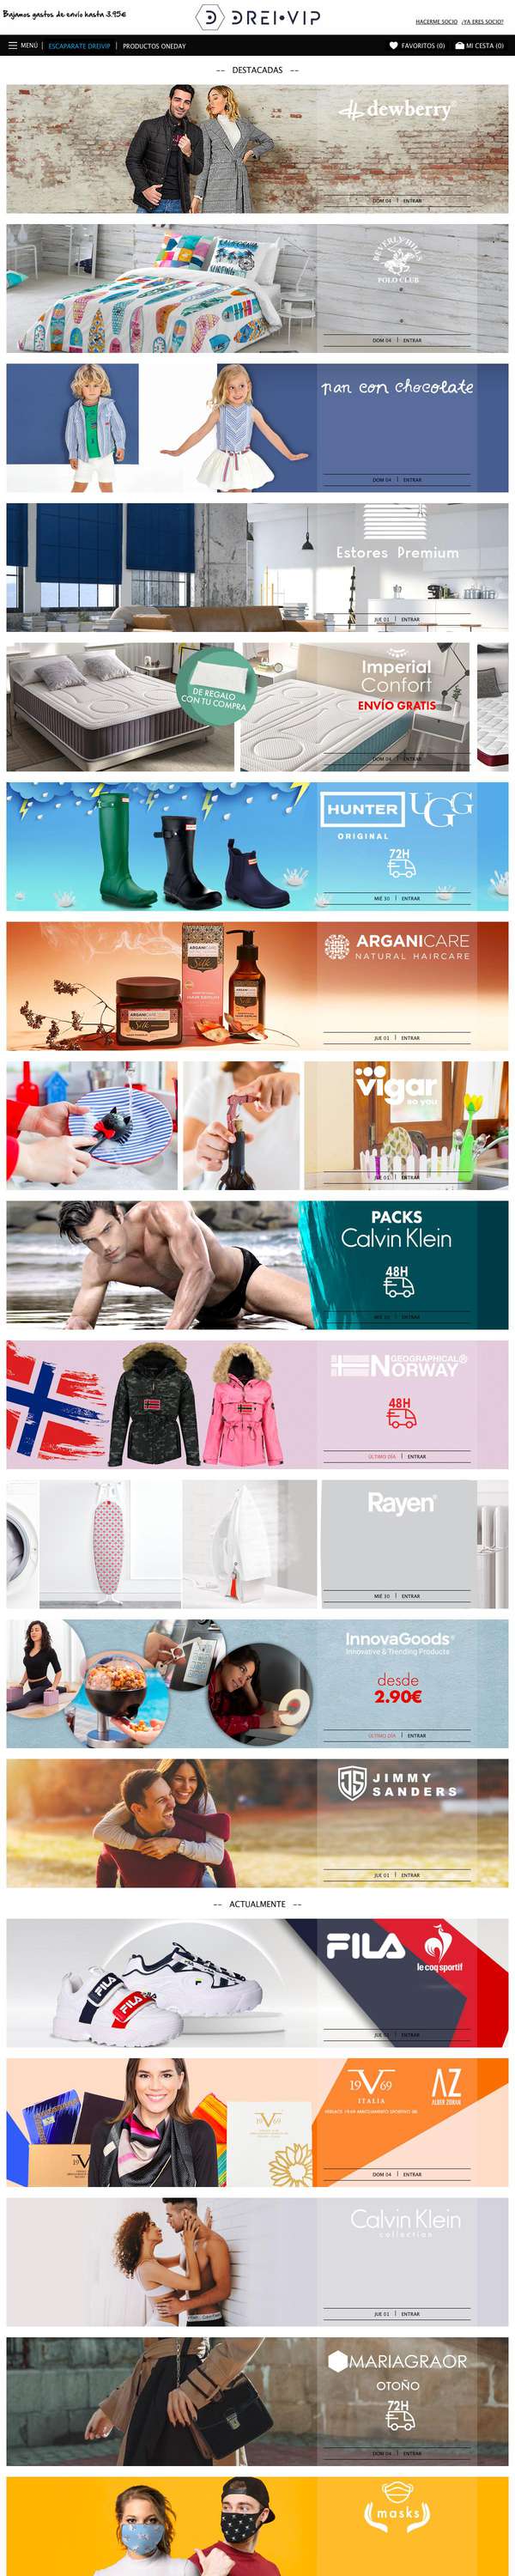 Bajamos gastos de envío hasta 3.95€
DREI•VIP
HACERME SOCIO ¿YA ERES SOCIO?
MENÚ | ESCAPARATE DREIVIP | PRODUCTOS ONEDAY
FAVORITOS (0) MI CESTA (0)
-- DESTACADAS --
dewberry
DOM 04 | ENTRAR
BEVERLY HILLS
POLO CLUB
DOM 04 | ENTRAR
pan con chocolate
DOM 04 | ENTRAR
Estores Premium
JUE 01 | ENTRAR
DE REGALO
CON TU COMPRA
Imperial
Confort
ENVÍO GRATIS
DOM 04 | ENTRAR
HUNTER UGG
ORIGINAL
72H
MIÉ 30 | ENTRAR
ARGANICARE
NATURAL HAIRCARE
JUE 01 | ENTRAR
vigar
so you
JUE 01 | ENTRAR
PACKS
Calvin Klein
48H
MIÉ 30 | ENTRAR
GEOGRAPHICAL®
NORWAY
48H
ÚLTIMO DÍA | ENTRAR
Rayen®
MIÉ 30 | ENTRAR
InnovaGoods®
Innovative & Trending Products
desde
2.90€
ÚLTIMO DÍA | ENTRAR
JS JIMMY
SANDERS
JUE 01 | ENTRAR
-- ACTUALMENTE --
FILA
le coq sportif
FILA
FILA
JUE 01 | ENTRAR
19V69
ITALIA
AZ
ALBER ZORAN
DOM 04 | ENTRAR
Calvin Klein
collection
JUE 01 | ENTRAR
MARIAGRAOR
OTOÑO
72H
DOM 04 | ENTRAR
masks